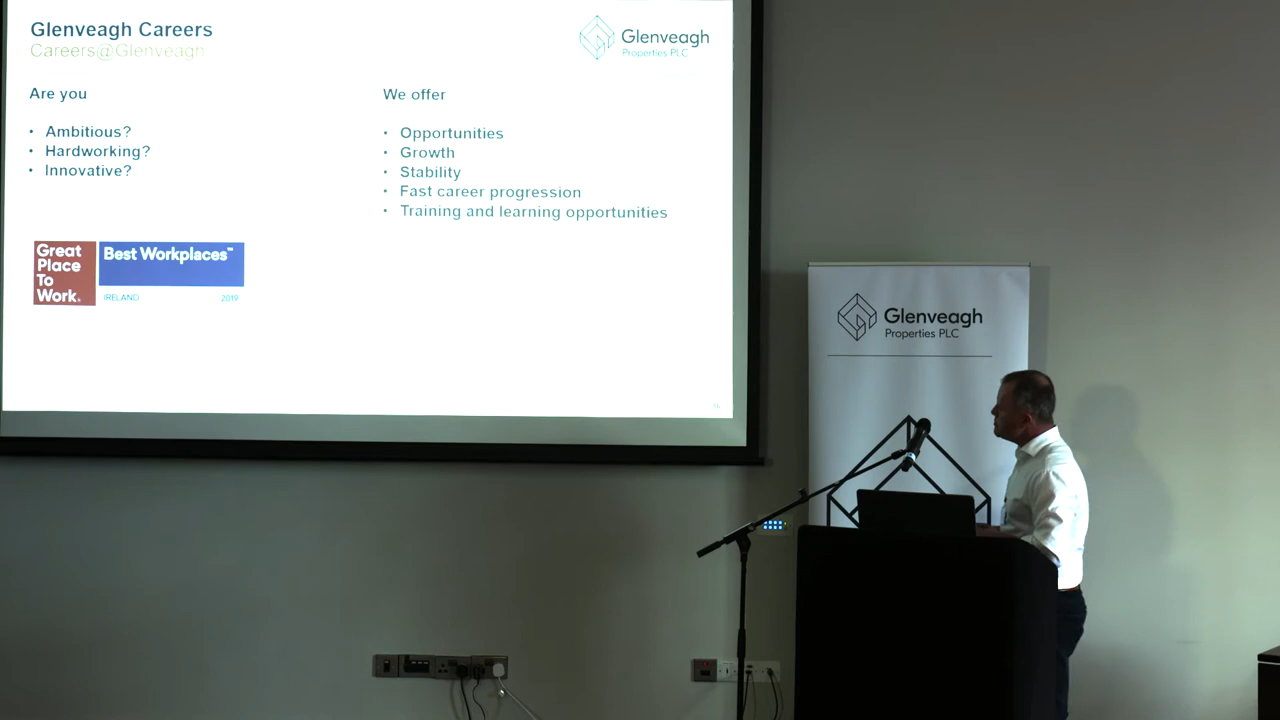 Glenveagh Careers
Careers@Glenveagh
Glenveagh
Properties PLC
Are you
• Ambitious?
• Hardworking?
• Innovative?
We offer
• Opportunities
• Growth
• Stability
• Fast career progression
• Training and learning opportunities
Great
Place
To
Work.
Best Workplaces™
IRELAND 2019
16
Glenveagh
Properties PLC